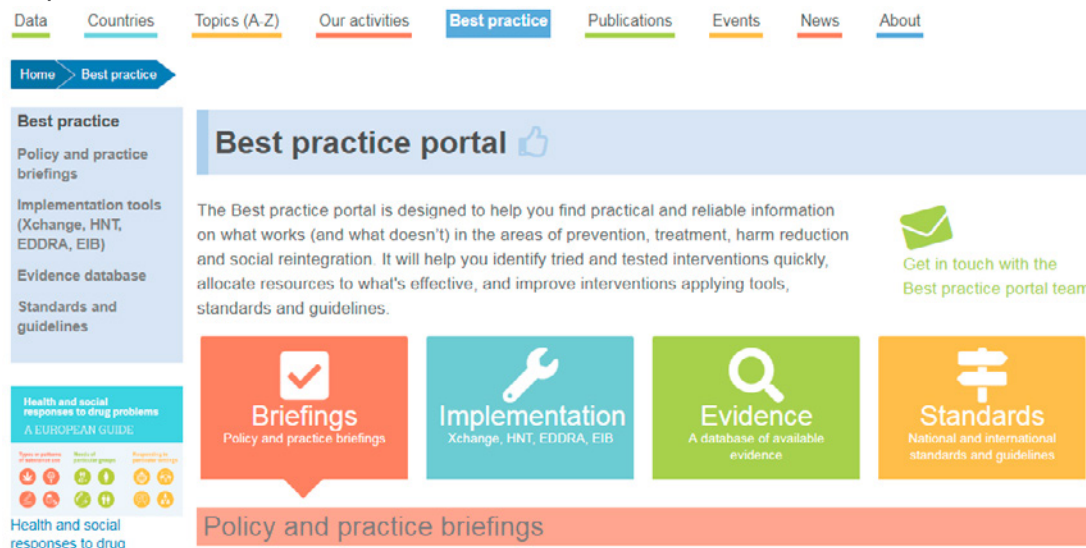 Data Countries Topics (A-Z) Our activities Best practice Publications Events News About
Home Best practice
Best practice
Policy and practice
briefings
Implementation tools
(Xchange, HNT,
EDDRA, EIB)
Evidence database
Standards and
guidelines
Best practice portal
The Best practice portal is designed to help you find practical and reliable information
on what works (and what doesn't) in the areas of prevention, treatment, harm reduction
and social reintegration. It will help you identify tried and tested interventions quickly,
allocate resources to what's effective, and improve interventions applying tools,
standards and guidelines.
Get in touch with the
Best practice portal team
Briefings
Policy and practice briefings
Implementation
Xchange, HNT, EDDRA, EIB
Evidence
A database of available
evidence
Standards
National and international
standards and guidelines
Health and social
responses to drug problems
A EUROPEAN GUIDE
Health and social
responses to drug
Policy and practice briefings